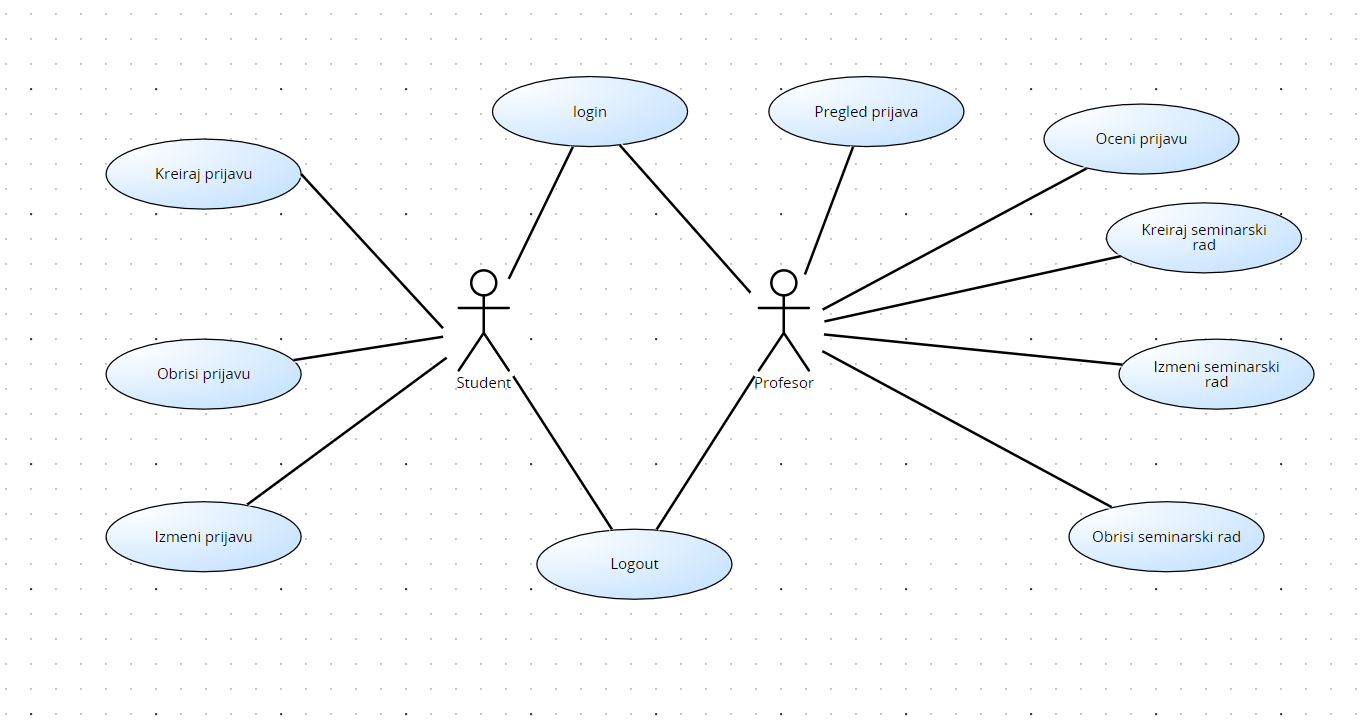 login
Pregled prijava
Oceni prijavu
Kreiraj prijavu
Kreiraj seminarski
rad
Obrisi prijavu
Student
Profesor
Izmeni seminarski
rad
Izmeni prijavu
Logout
Obrisi seminarski rad